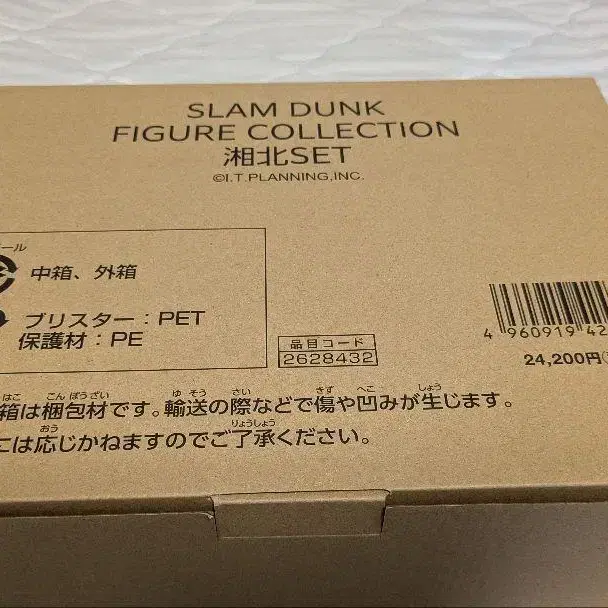 SLAM DUNK
FIGURE COLLECTION
湘北SET
©I.T.PLANNING,INC.
ール
中箱、外箱
ブリスター：PET
保護材：PE
品目コード
2628432
4 960919 42
24,200円
はこ こん ぽうざい ゆ そう さい きず へこ しょう
箱は梱包材です。輸送の際などで傷や凹みが生じます。
おう りょうしょう
には応じかねますのでご了承ください。